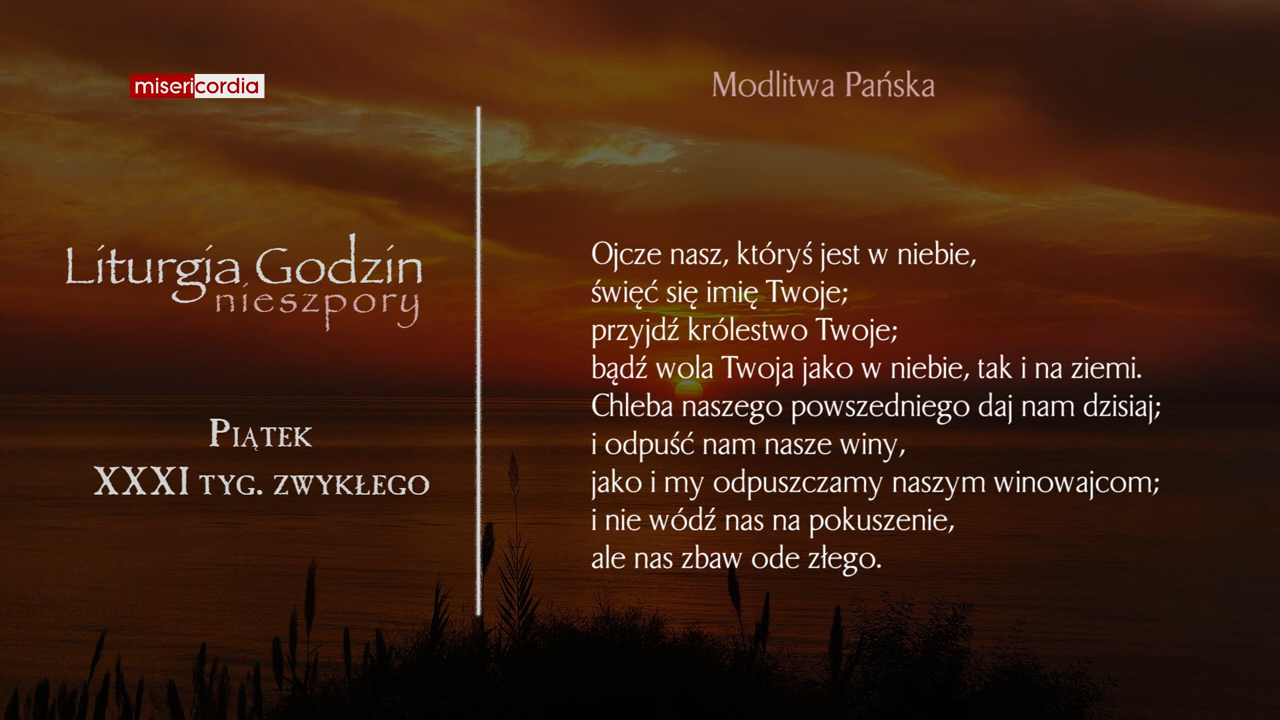 misericordia
Liturgia Godzin
nieszpory
Piątek
XXXI tyg. zwykłego
Modlitwa Pańska
Ojcze nasz, któryś jest w niebie,
święć się imię Twoje;
przyjdź królestwo Twoje;
bądź wola Twoja jako w niebie, tak i na ziemi.
Chleba naszego powszedniego daj nam dzisiaj;
i odpuść nam nasze winy,
jako i my odpuszczamy naszym winowajcom;
i nie wódź nas na pokuszenie,
ale nas zbaw ode złego.